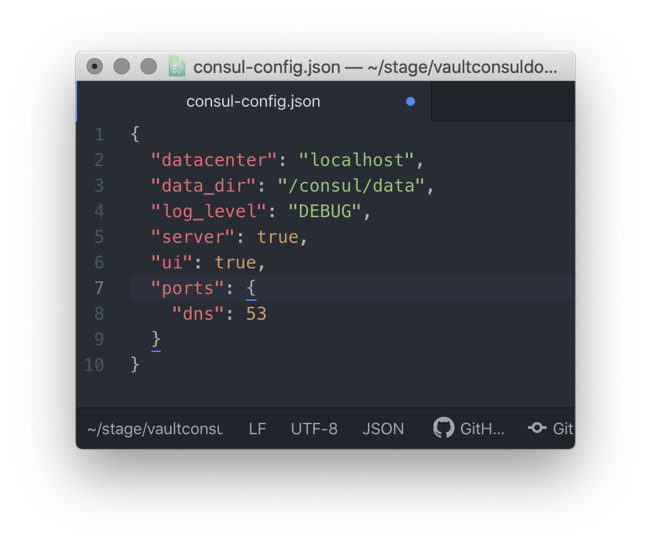 consul-config.json — ~/stage/vaultconsuldo...
consul-config.json
1 {
2   "datacenter": "localhost",
3   "data_dir": "/consul/data",
4   "log_level": "DEBUG",
5   "server": true,
6   "ui": true,
7   "ports": {
8     "dns": 53
9   }
10 }
~/stage/vaultconsu LF UTF-8 JSON GitH... Git